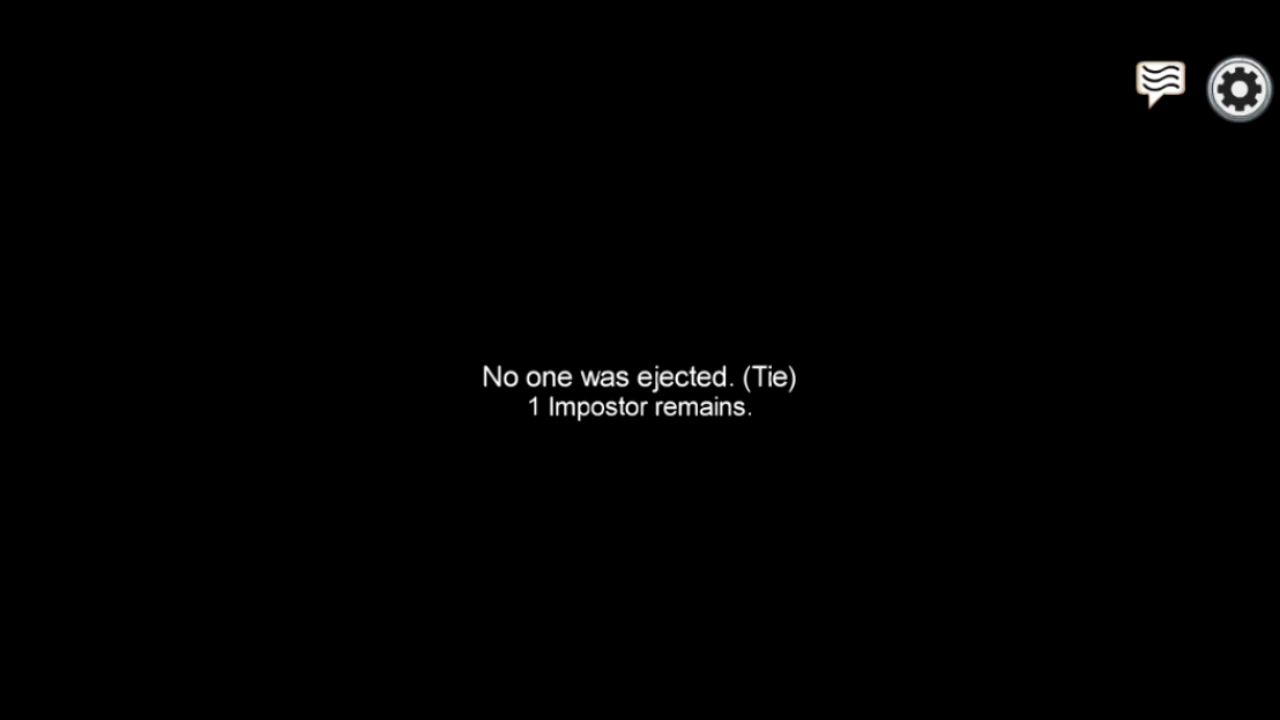 No one was ejected. (Tie)
1 Impostor remains.